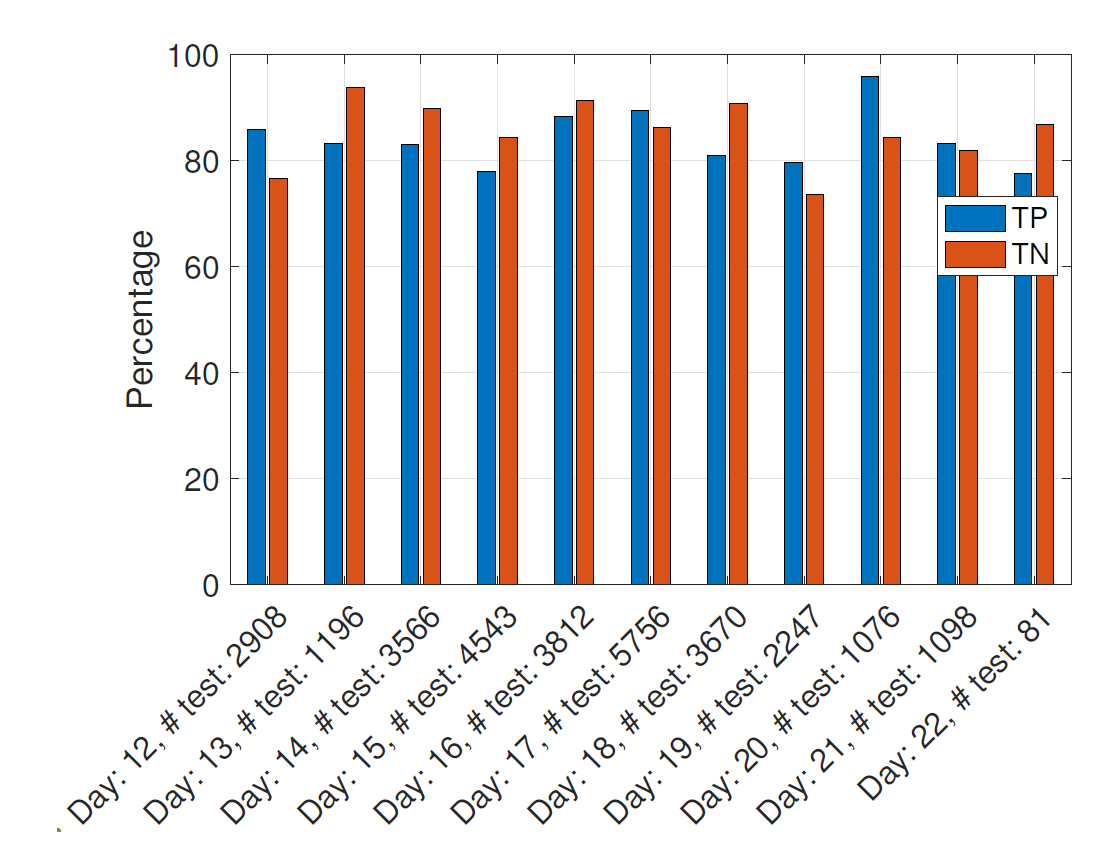 100
80
60
40
20
0
Percentage
TP
TN
Day: 12, # test: 2908
Day: 13, # test: 1196
Day: 14, # test: 3566
Day: 15, # test: 4543
Day: 16, # test: 3812
Day: 17, # test: 5756
Day: 18, # test: 3670
Day: 19, # test: 2247
Day: 20, # test: 1076
Day: 21, # test: 1098
Day: 22, # test: 81